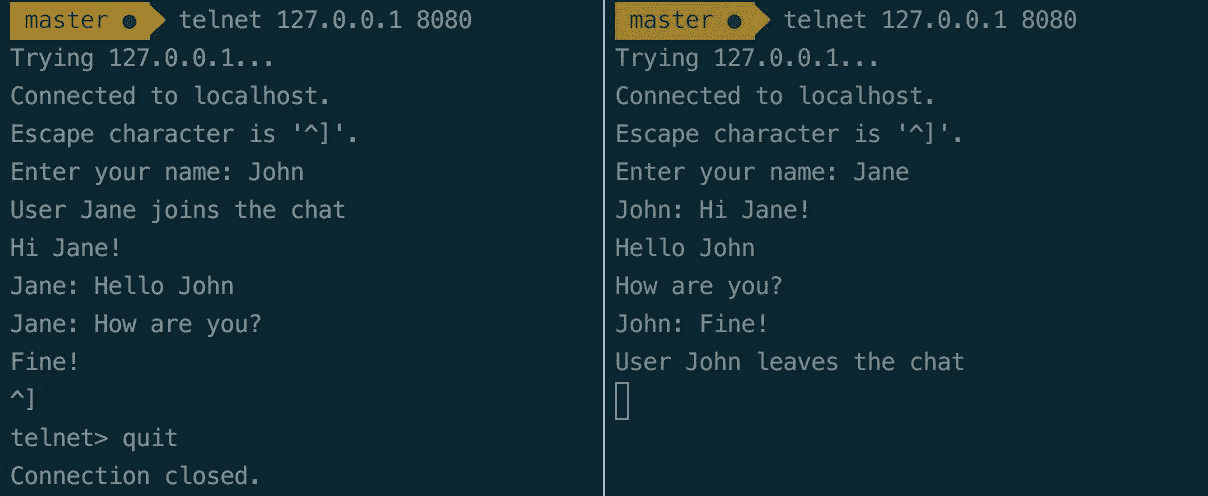 master ● telnet 127.0.0.1 8080
Trying 127.0.0.1...
Connected to localhost.
Escape character is '^]'.
Enter your name: John
User Jane joins the chat
Hi Jane!
Jane: Hello John
Jane: How are you?
Fine!
^]
telnet> quit
Connection closed.
master ● telnet 127.0.0.1 8080
Trying 127.0.0.1...
Connected to localhost.
Escape character is '^]'.
Enter your name: Jane
John: Hi Jane!
Hello John
How are you?
John: Fine!
User John leaves the chat